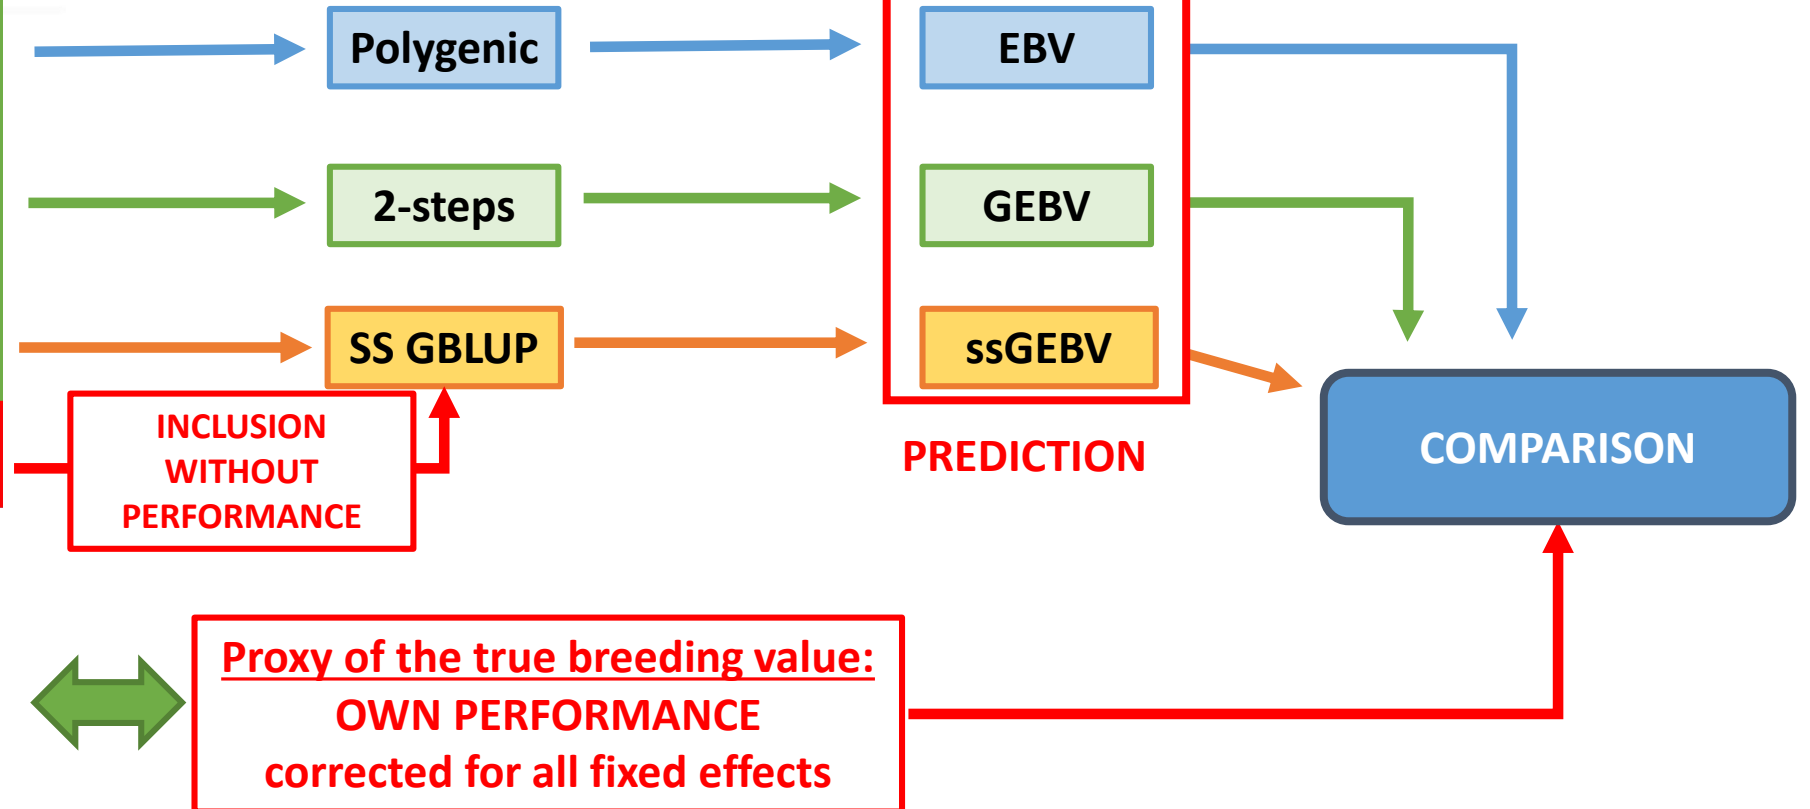 Polygenic
EBV
2-steps
GEBV
SS GBLUP
ssGEBV
INCLUSION
WITHOUT
PERFORMANCE
PREDICTION
COMPARISON
Proxy of the true breeding value:
OWN PERFORMANCE
corrected for all fixed effects